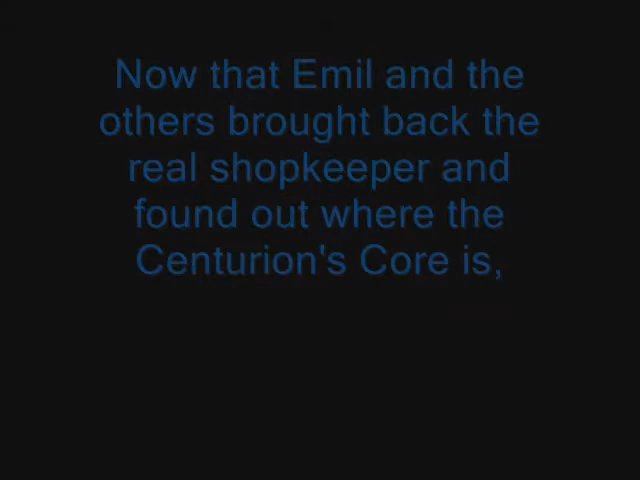 Now that Emil and the
others brought back the
real shopkeeper and
found out where the
Centurion's Core is,